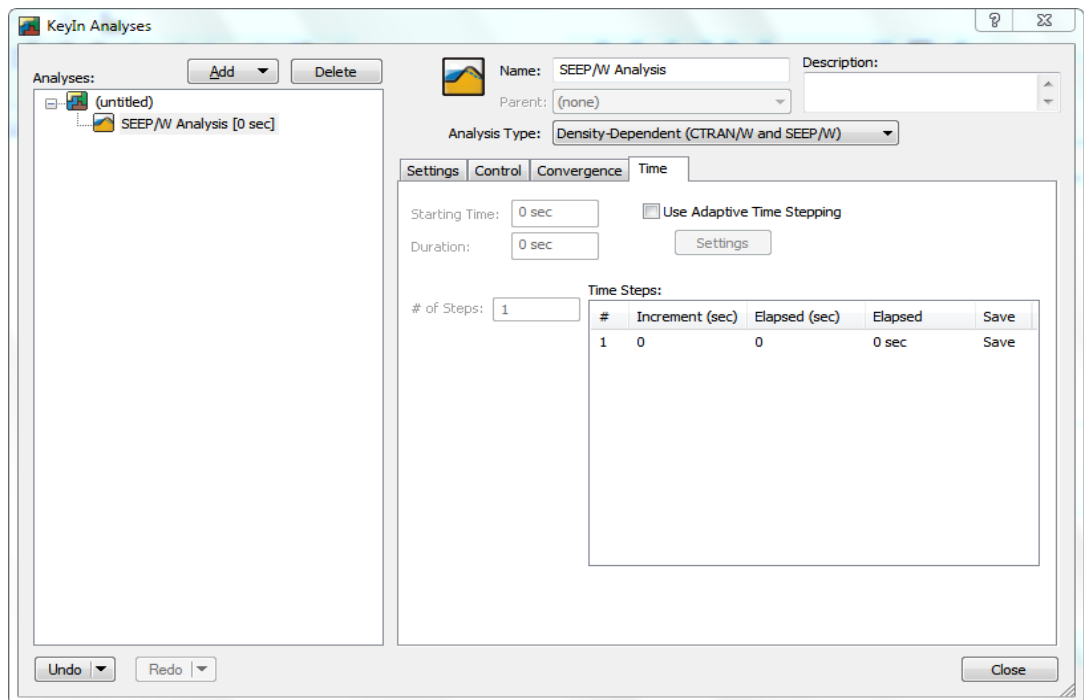 KeyIn Analyses
Analyses:
Add
Delete
(untitled)
SEEP/W Analysis [0 sec]
Name: SEEP/W Analysis
Description:
Parent: (none)
Analysis Type: Density-Dependent (CTRAN/W and SEEP/W)
Settings Control Convergence Time
Starting Time: 0 sec
Use Adaptive Time Stepping
Duration: 0 sec
Settings
# of Steps: 1
Time Steps:
# Increment (sec) Elapsed (sec) Elapsed Save
1 0 0 0 sec Save
Undo
Redo
Close